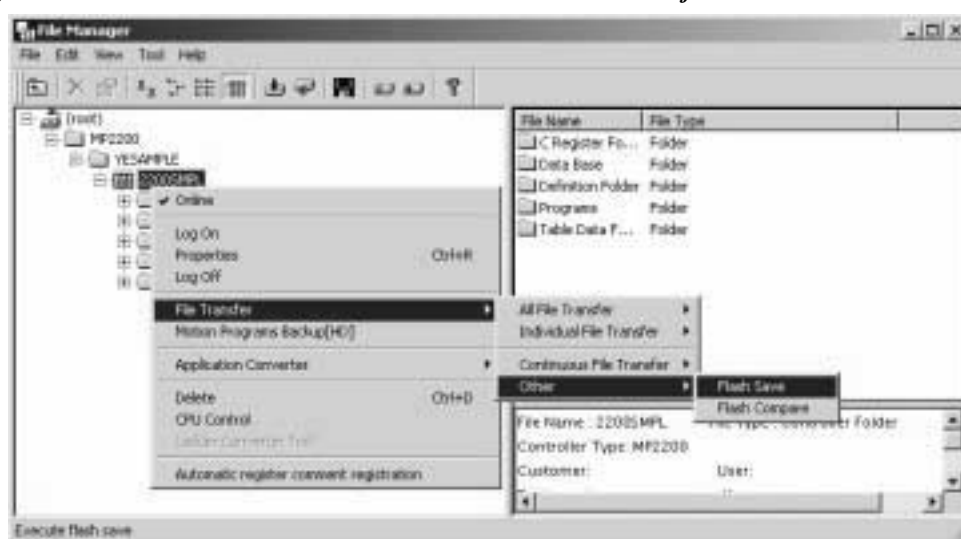 File Manager
File Edit View Tool Help
(root)
MP2200
YESAMPLE
2200SMPL
Online
Log On
Properties Ctrl+R
Log Off
File Transfer
Motion Programs Backup[HD]
Application Converter
Delete Ctrl+D
CPU Control
Automatic register comment registration
All File Transfer
Individual File Transfer
Continuous File Transfer
Other
Flash Save
Flash Compare
File Name File Type
C Register Fo... Folder
Data Base Folder
Definition Folder Folder
Programs Folder
Table Data F... Folder
File Name : 2200SMPL File Type : Controller Folder
Controller Type: MP2200
Customer: User:
Execute flash save